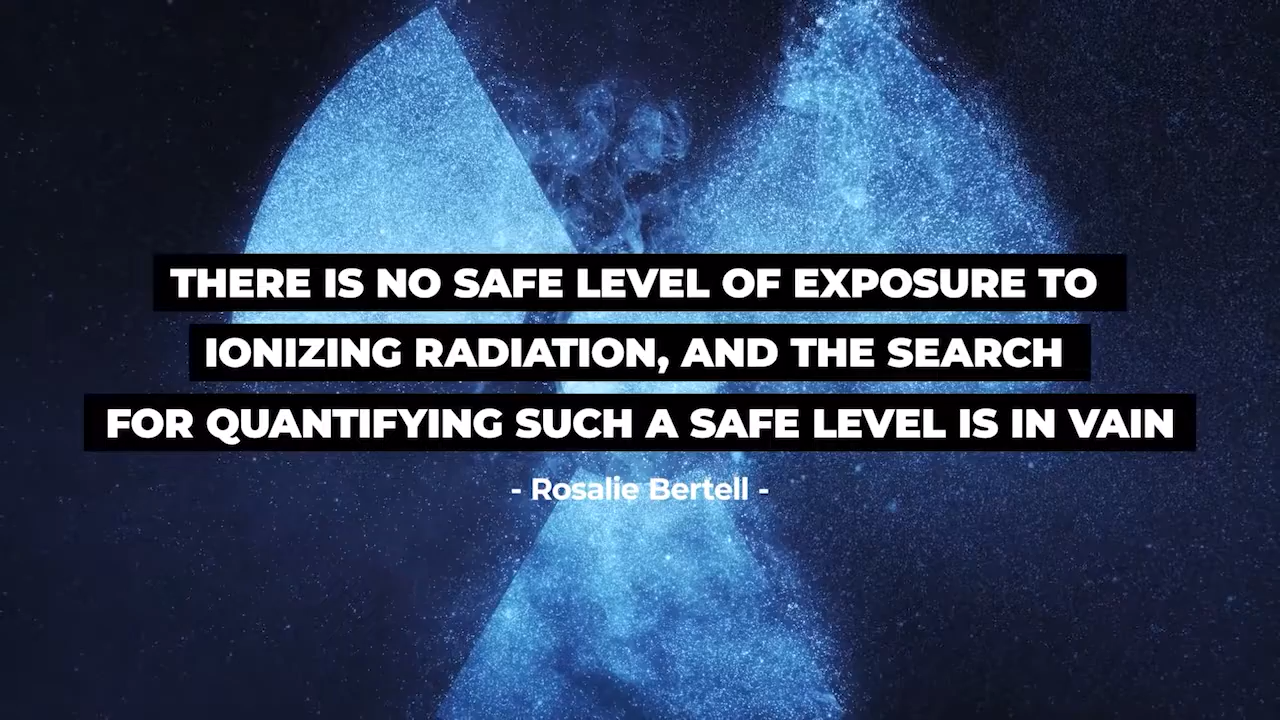 THERE IS NO SAFE LEVEL OF EXPOSURE TO
IONIZING RADIATION, AND THE SEARCH
FOR QUANTIFYING SUCH A SAFE LEVEL IS IN VAIN
- Rosalie Bertell -